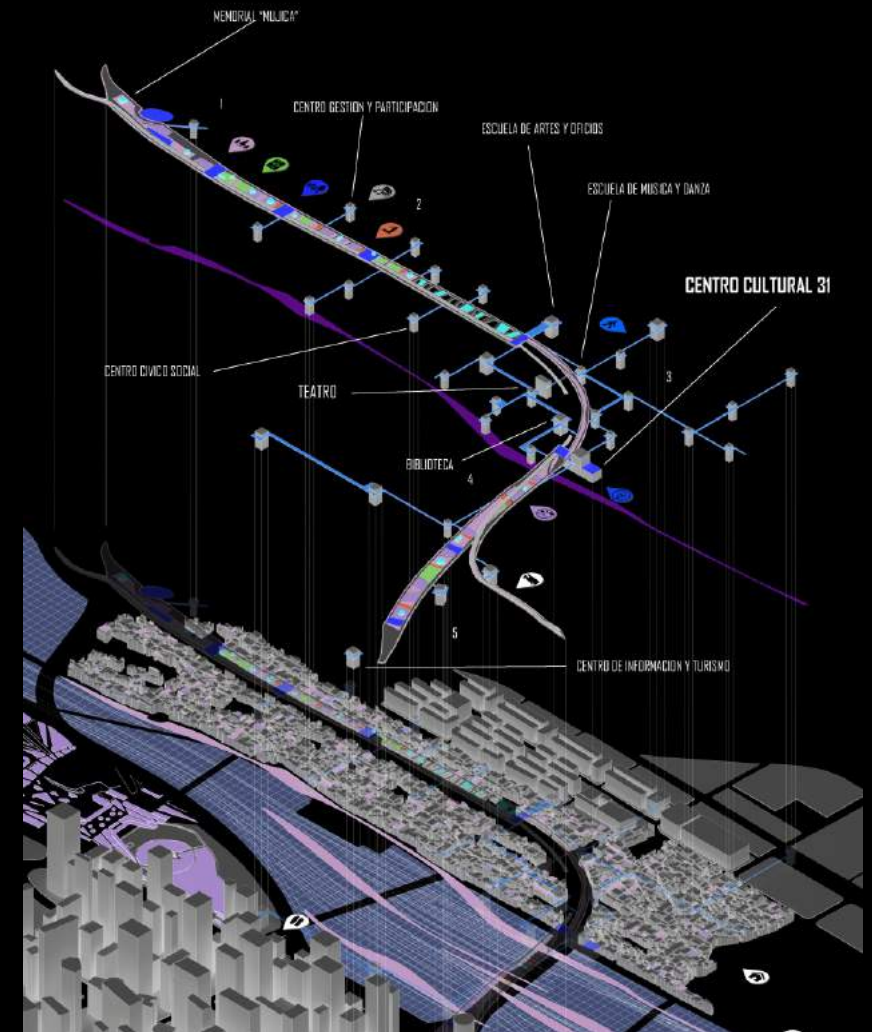 MEMORIAL "MUJICA"
1
CENTRO GESTION Y PARTICIPACION
ESCUELA DE ARTES Y OFICIOS
ESCUELA DE MUSICA Y DANZA
2
CENTRO CULTURAL 31
CENTRO CIVICO SOCIAL
3
TEATRO
BIBLIOTECA
4
5
CENTRO DE INFORMACION Y TURISMO